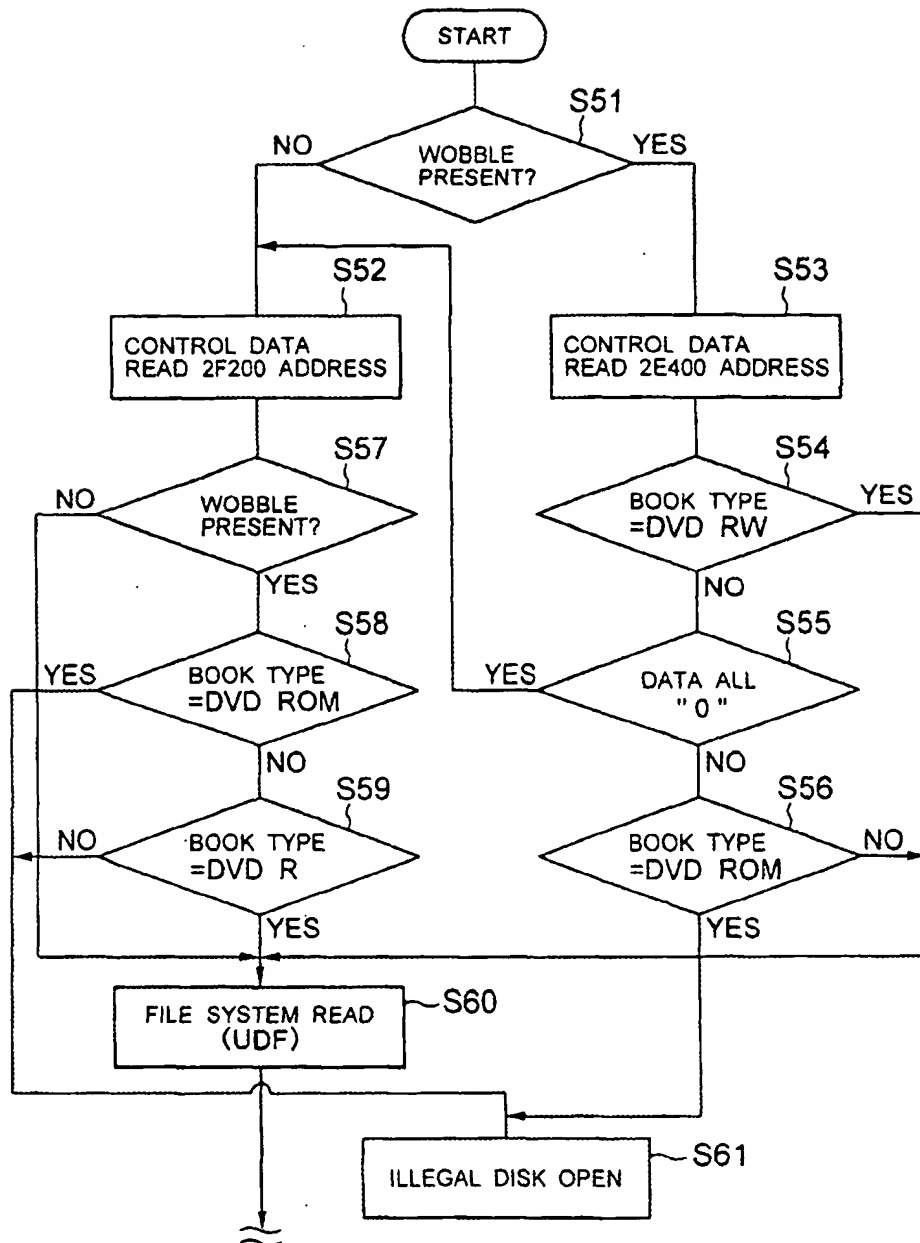 START
S51
NO
YES
WOBBLE
PRESENT?
S52
S53
CONTROL DATA
READ 2F200 ADDRESS
CONTROL DATA
READ 2E400 ADDRESS
S57
S54
NO
WOBBLE
PRESENT?
BOOK TYPE
=DVD RW
YES
YES
NO
S58
S55
YES
BOOK TYPE
=DVD ROM
YES
DATA ALL
"0"
NO
NO
S59
S56
NO
BOOK TYPE
=DVD R
BOOK TYPE
=DVD ROM
NO
YES
YES
FILE SYSTEM READ
(UDF)
S60
ILLEGAL DISK OPEN
S61